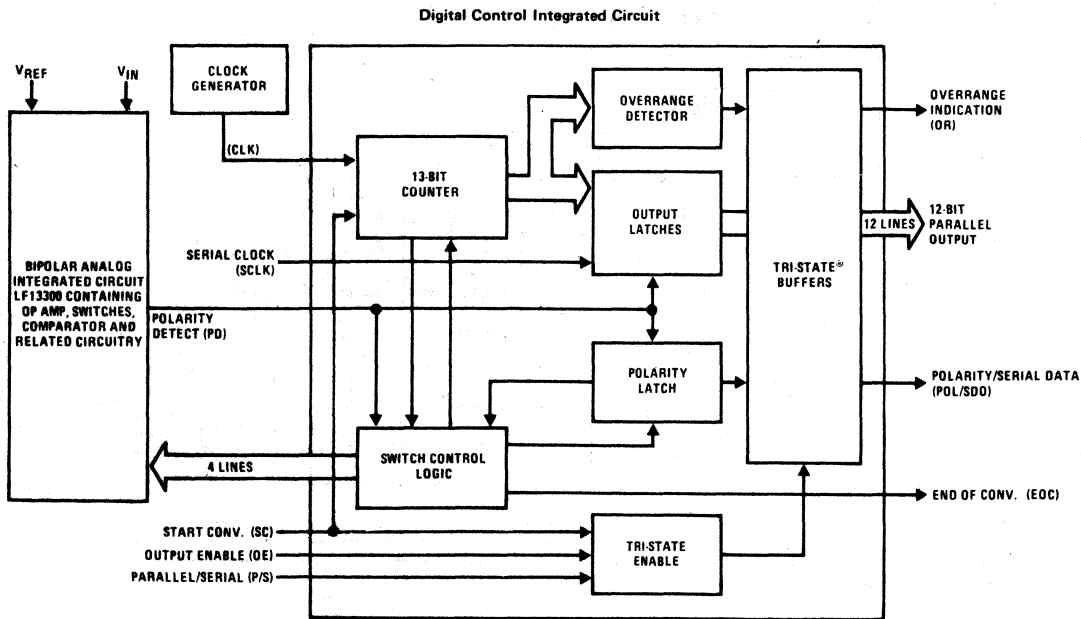 Digital Control Integrated Circuit
VREF
VIN
CLOCK
GENERATOR
(CLK)
BIPOLAR ANALOG
INTEGRATED CIRCUIT
LF13300 CONTAINING
OP AMP, SWITCHES,
COMPARATOR AND
RELATED CIRCUITRY
13-BIT
COUNTER
OVERRANGE
DETECTOR
OUTPUT
LATCHES
TRI-STATE®
BUFFERS
OVERRANGE
INDICATION
(OR)
12 LINES
12-BIT
PARALLEL
OUTPUT
SERIAL CLOCK
(SCLK)
POLARITY
DETECT (PD)
POLARITY
LATCH
POLARITY/SERIAL DATA
(POL/SDO)
4 LINES
SWITCH CONTROL
LOGIC
END OF CONV. (EOC)
START CONV. (SC)
OUTPUT ENABLE (OE)
PARALLEL/SERIAL (P/S)
TRI-STATE
ENABLE